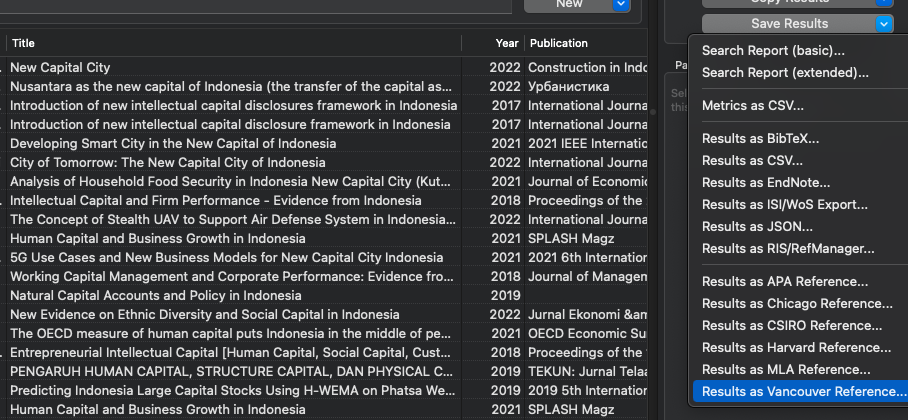 Copy Results
New
Save Results
Title Year Publication
New Capital City 2022 Construction in Indo
Nusantara as the new capital of Indonesia (the transfer of the capital as... 2022 Урбанистика
Introduction of new intellectual capital disclosures framework in Indonesia 2017 International Journa
Introduction of new intellectual capital disclosure framework in Indonesia 2017 International Journa
Developing Smart City in the New Capital of Indonesia 2021 2021 IEEE Internatio
City of Tomorrow: The New Capital City of Indonesia 2022 International Journa
Analysis of Household Food Security in Indonesia New Capital City (Kut... 2021 Journal of Economic
Intellectual Capital and Firm Performance - Evidence from Indonesia 2018 Proceedings of the
The Concept of Stealth UAV to Support Air Defense System in Indonesia... 2022 International Journa
Human Capital and Business Growth in Indonesia 2021 SPLASH Magz
5G Use Cases and New Business Models for New Capital City Indonesia 2021 2021 6th Internation
Working Capital Management and Corporate Performance: Evidence fro... 2018 Journal of Managem
Natural Capital Accounts and Policy in Indonesia 2019
New Evidence on Ethnic Diversity and Social Capital in Indonesia 2022 Jurnal Ekonomi &am
The OECD measure of human capital puts Indonesia in the middle of pe... 2021 OECD Economic Su
Entrepreneurial Intellectual Capital [Human Capital, Social Capital, Cust... 2018 Proceedings of the
PENGARUH HUMAN CAPITAL, STRUCTURE CAPITAL, DAN PHYSICAL C... 2019 TEKUN: Jurnal Telaa
Predicting Indonesia Large Capital Stocks Using H-WEMA on Phatsa We... 2019 2019 5th Internation
Human Capital and Business Growth in Indonesia 2021 SPLASH Magz
Pa
Sel
this
Search Report (basic)...
Search Report (extended)...
Metrics as CSV...
Results as BibTeX...
Results as CSV...
Results as EndNote...
Results as ISI/WoS Export...
Results as JSON...
Results as RIS/RefManager...
Results as APA Reference...
Results as Chicago Reference...
Results as CSIRO Reference...
Results as Harvard Reference...
Results as MLA Reference...
Results as Vancouver Reference...